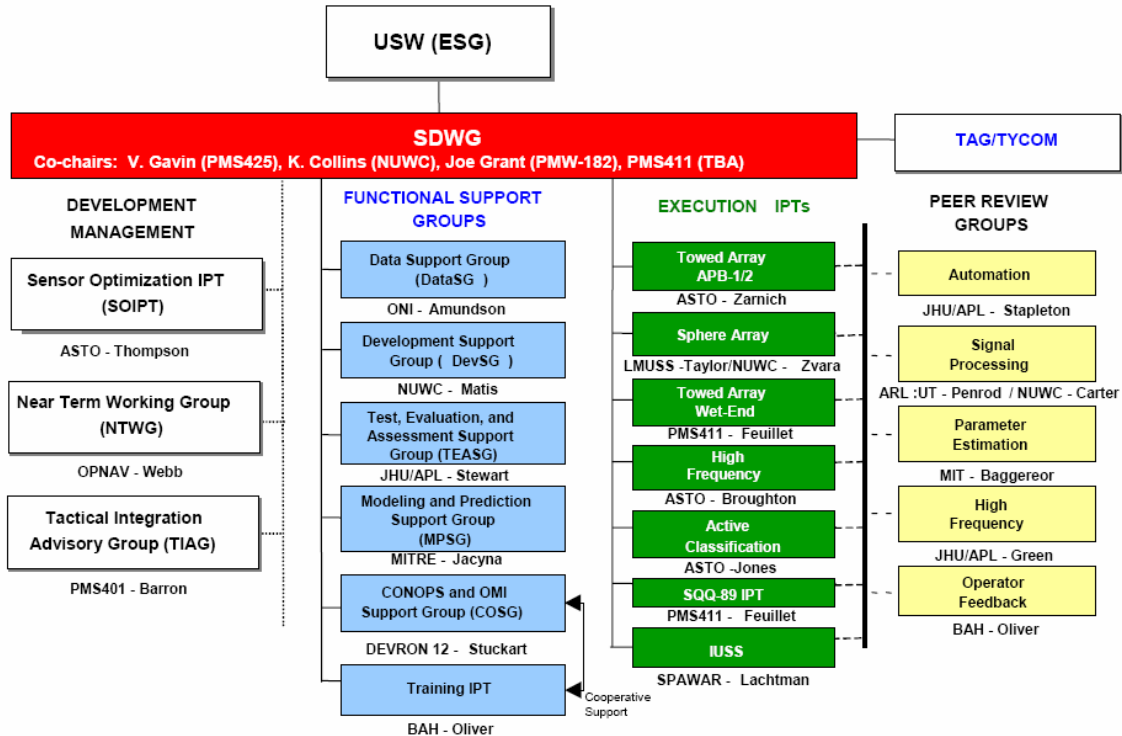 USW (ESG)
SDWG
Co-chairs: V. Gavin (PMS425), K. Collins (NUWC), Joe Grant (PMW-182), PMS411 (TBA)
TAG/TYCOM
DEVELOPMENT
MANAGEMENT
Sensor Optimization IPT
(SOIPT)
ASTO - Thompson
Near Term Working Group
(NTWG)
OPNAV - Webb
Tactical Integration
Advisory Group (TIAG)
PMS401 - Barron
FUNCTIONAL SUPPORT
GROUPS
Data Support Group
(DataSG )
ONI - Amundson
Development Support
Group ( DevSG )
NUWC - Matis
Test, Evaluation, and
Assessment Support
Group (TEASG)
JHU/APL - Stewart
Modeling and Prediction
Support Group
(MPSG)
MITRE - Jacyna
CONOPS and OMI
Support Group (COSG)
DEVRON 12 - Stuckart
Training IPT
BAH - Oliver
Cooperative
Support
EXECUTION IPTs
Towed Array
APB-1/2
ASTO - Zarnich
Sphere Array
LMUSS -Taylor/NUWC - Zvara
Towed Array
Wet-End
PMS411 - Feuillet
High
Frequency
ASTO - Broughton
Active
Classification
ASTO -Jones
SQQ-89 IPT
PMS411 - Feuillet
IUSS
SPAWAR - Lachtman
PEER REVIEW
GROUPS
Automation
JHU/APL - Stapleton
Signal
Processing
ARL :UT - Penrod / NUWC - Carter
Parameter
Estimation
MIT - Baggereor
High
Frequency
JHU/APL - Green
Operator
Feedback
BAH - Oliver